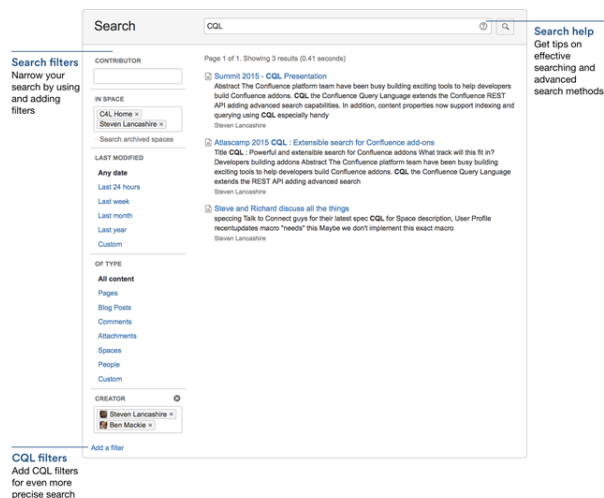 Search
CQL
Search help
Get tips on
effective
searching and
advanced
search methods
Search filters
Narrow your
search by using
and adding
filters
CONTRIBUTOR
IN SPACE
C4L Home ×
Steven Lancashire ×
Search archived spaces
LAST MODIFIED
Any date
Last 24 hours
Last week
Last month
Last year
Custom
OF TYPE
All content
Pages
Blog Posts
Comments
Attachments
Spaces
People
Custom
CREATOR
Steven Lancashire ×
Ben Mackie ×
Add a filter
CQL filters
Add CQL filters
for even more
precise search
Page 1 of 1. Showing 3 results (0.41 seconds)
Summit 2015 - CQL Presentation
Abstract The Confluence platform team have been busy building exciting tools to help developers
build Confluence addons. CQL the Confluence Query Language extends the Confluence REST
API adding advanced search capabilities. In addition, content properties now support indexing and
querying using CQL especially handy
Steven Lancashire
Atlascamp 2015 CQL : Extensible search for Confluence add-ons
Title CQL : Powerful and extensible search for Confluence addons What track will this fit in?
Developers building addons Abstract The Confluence platform team have been busy building
exciting tools to help developers build Confluence addons. CQL the Confluence Query Language
extends the REST API adding advanced search
Steven Lancashire
Steve and Richard discuss all the things
speccing Talk to Connect guys for their latest spec CQL for Space description, User Profile
recentupdates macro "needs" this Maybe we don't implement this exact macro
Steven Lancashire